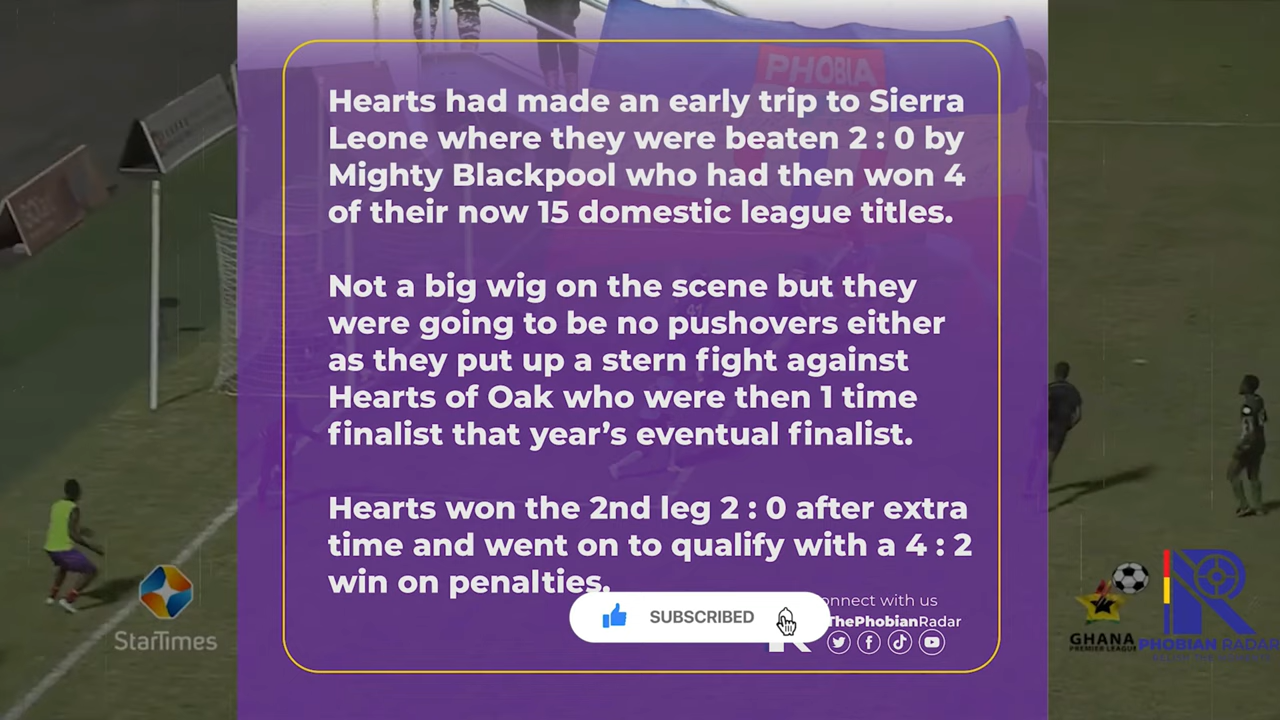 PHOBIA
Hearts had made an early trip to Sierra
Leone where they were beaten 2 : 0 by
Mighty Blackpool who had then won 4
of their now 15 domestic league titles.
Not a big wig on the scene but they
were going to be no pushovers either
as they put up a stern fight against
Hearts of Oak who were then 1 time
finalist that year’s eventual finalist.
Hearts won the 2nd leg 2 : 0 after extra
time and went on to qualify with a 4 : 2
win on penalties.
SUBSCRIBED
onnect with us
ThePhobianRadar
StarTimes
GHANA
PREMIER LEAGUE
PHOBIAN RADAR